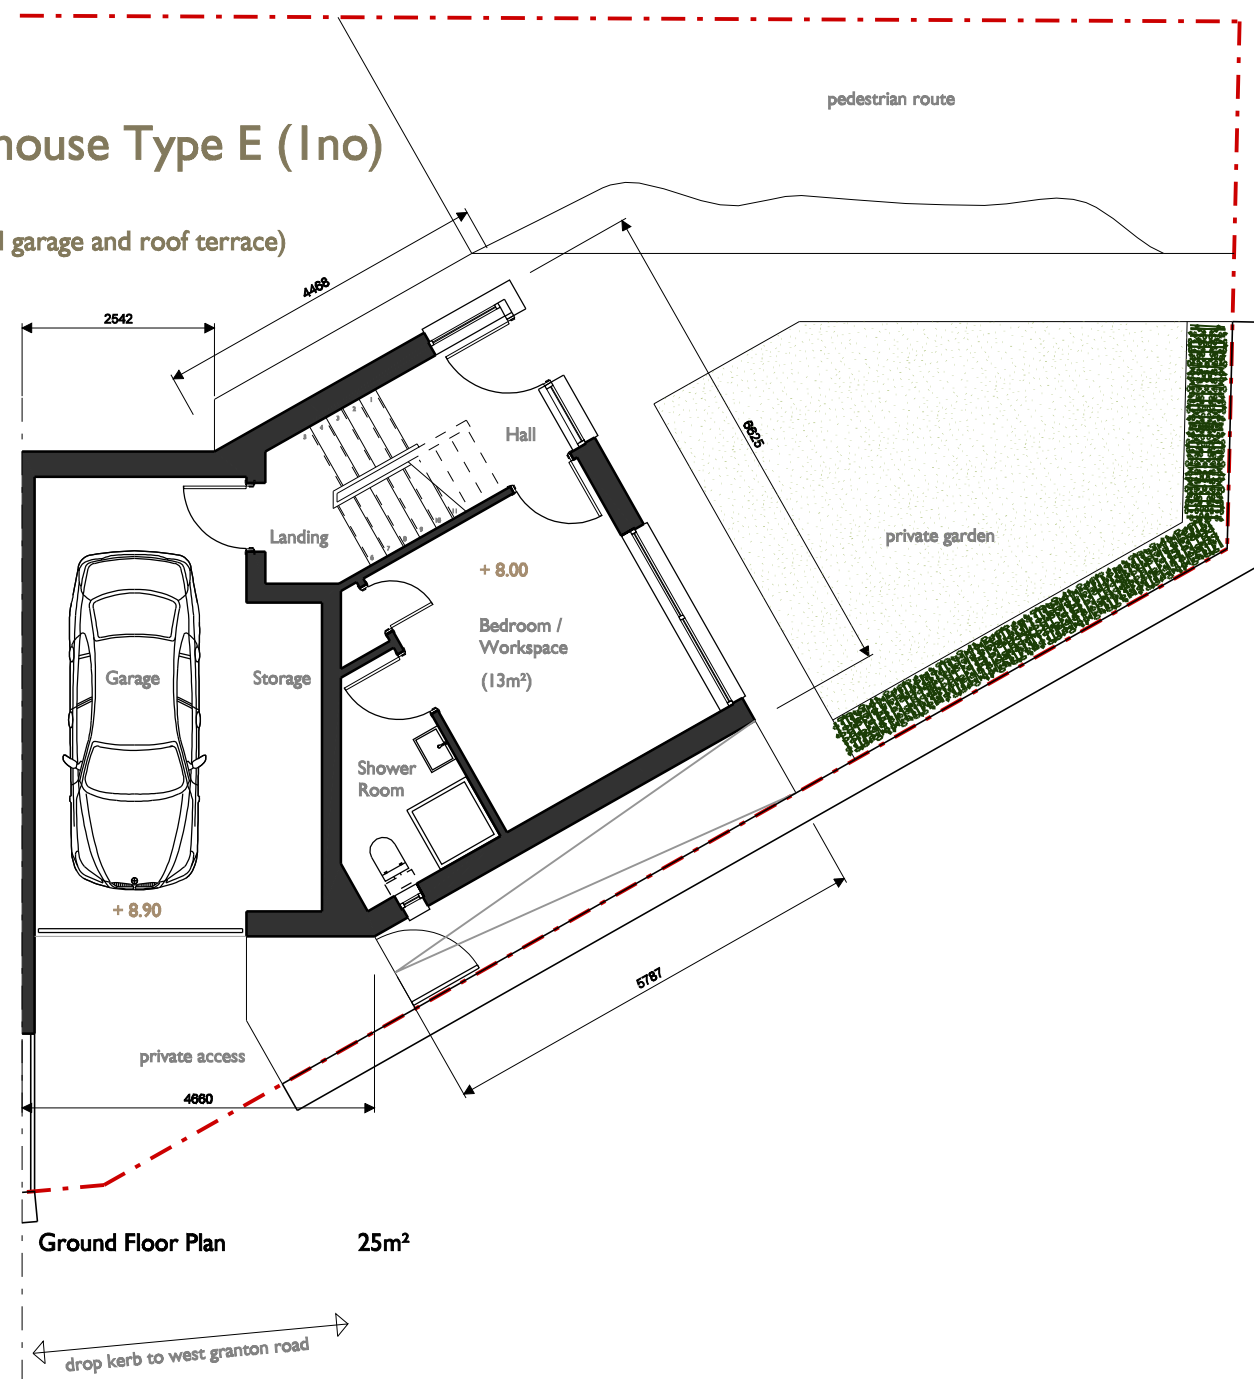 pedestrian route
house Type E (1no)
garage and roof terrace)
4468
2542
6625
Hall
Landing
private garden
+ 8.00
Bedroom /
Workspace
(13m²)
Garage
Storage
Shower
Room
+ 8.90
5787
private access
4660
Ground Floor Plan 25m²
drop kerb to west granton road